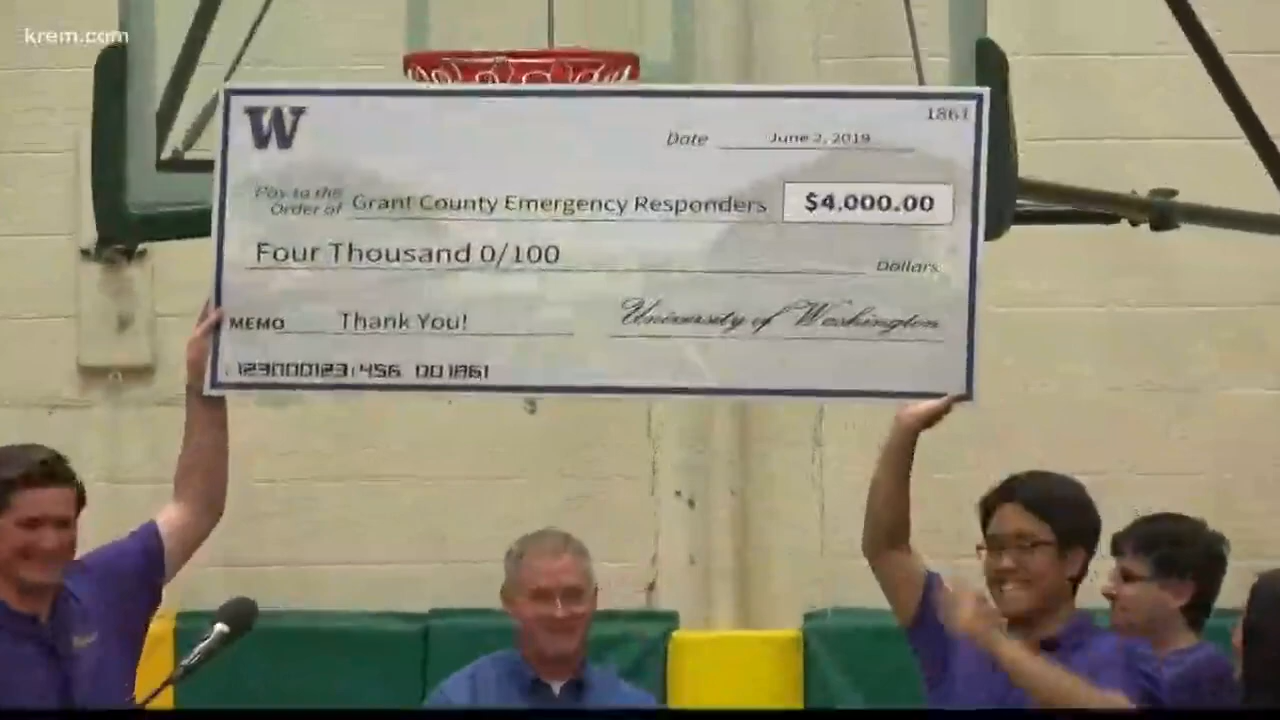 krem.com
W
1861
Date June 2, 2019
Pay to the Order of Grant County Emergency Responders $4,000.00
Four Thousand 0/100 Dollars
MEMO Thank You! University of Washington
123000123 456 001861